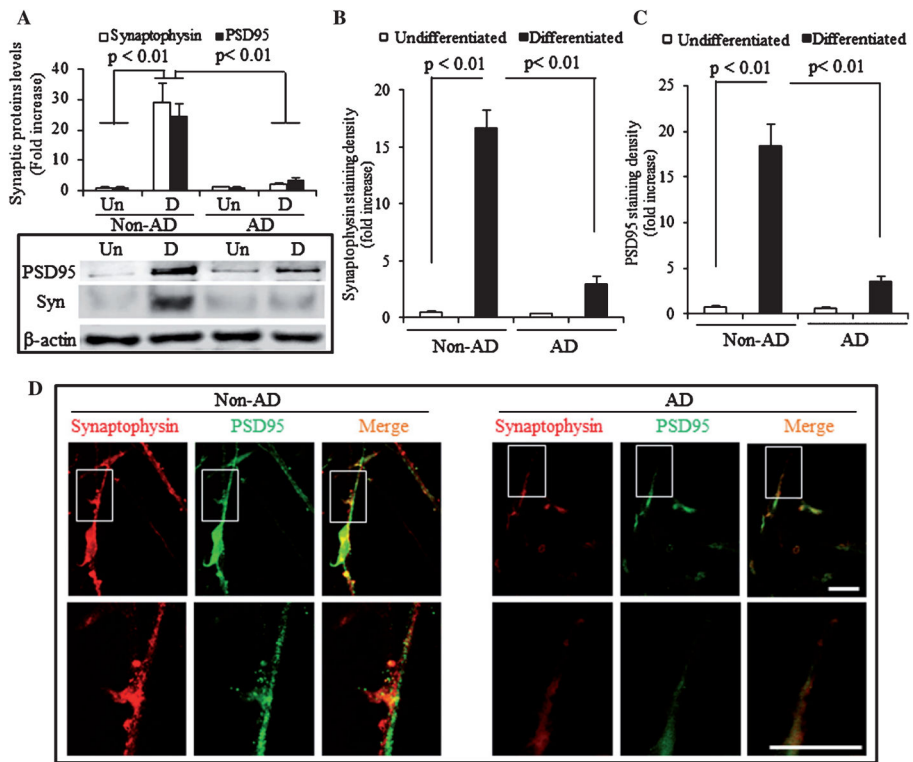 A
Synaptophysin PSD95
p < 0.01 p< 0.01
Synaptic proteins levels
(Fold increase)
40
30
20
10
0
Un D Un D
Non-AD AD
Un D Un D
PSD95
Syn
β-actin
B
Undifferentiated Differentiated
p < 0.01 p< 0.01
Synaptophysin staining density
(fold increase)
20
15
10
5
0
Non-AD AD
C
Undifferentiated Differentiated
p < 0.01 p< 0.01
PSD95 staining density
(fold increase)
25
20
15
10
5
0
Non-AD AD
D
Non-AD AD
Synaptophysin PSD95 Merge Synaptophysin PSD95 Merge